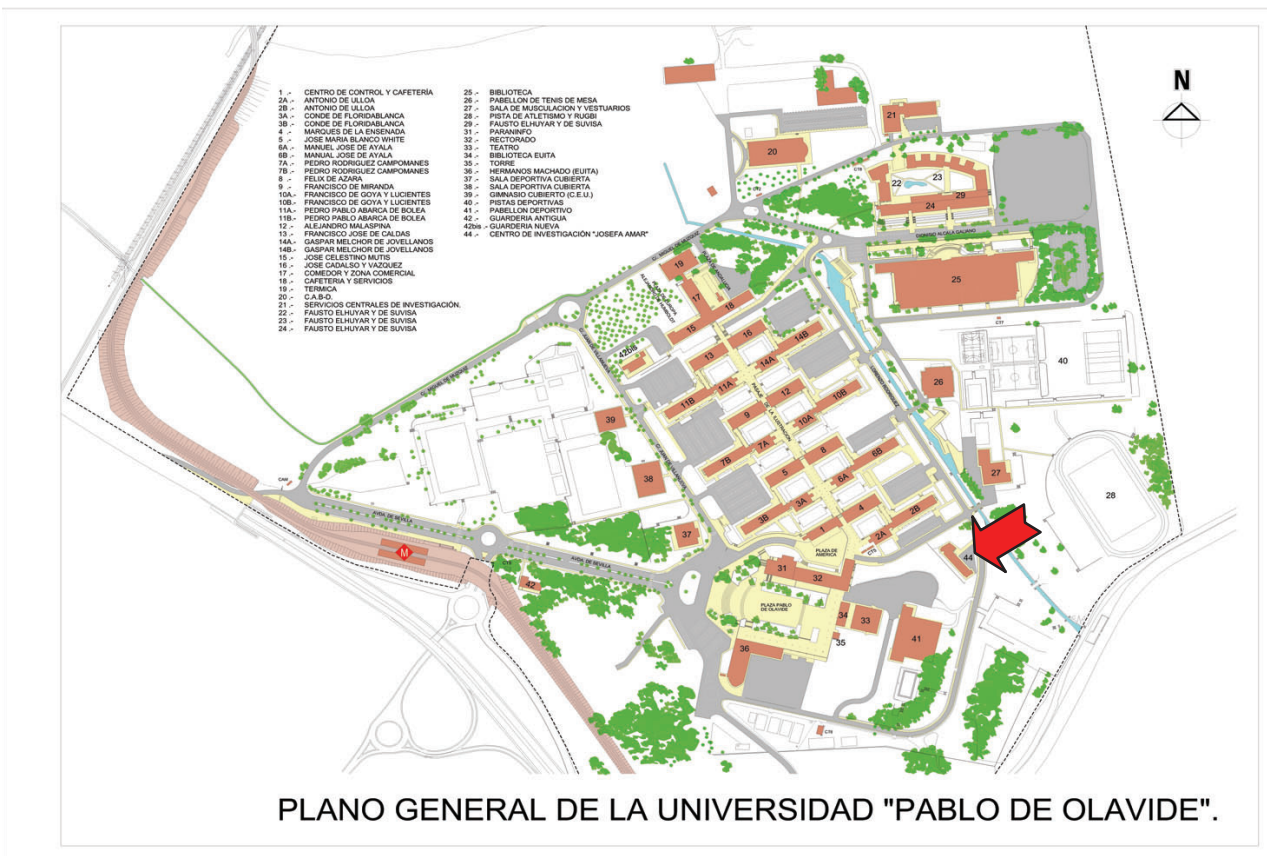 1 .- CENTRO DE CONTROL Y CAFETERÍA
2A .- ANTONIO DE ULLOA
2B .- ANTONIO DE ULLOA
3A .- CONDE DE FLORIDABLANCA
3B .- CONDE DE FLORIDABLANCA
4 .- MARQUES DE LA ENSENADA
5 .- JOSE MARIA BLANCO WHITE
6A .- MANUEL JOSE DE AYALA
6B .- MANUAL JOSE DE AYALA
7A .- PEDRO RODRIGUEZ CAMPOMANES
7B .- PEDRO RODRIGUEZ CAMPOMANES
8 .- FELIX DE AZARA
9 .- FRANCISCO DE MIRANDA
10A .- FRANCISCO DE GOYA Y LUCIENTES
10B .- FRANCISCO DE GOYA Y LUCIENTES
11A .- PEDRO PABLO ABARCA DE BOLEA
11B .- PEDRO PABLO ABARCA DE BOLEA
12 .- ALEJANDRO MALASPINA
13 .- FRANCISCO JOSE DE CALDAS
14A .- GASPAR MELCHOR DE JOVELLANOS
14B .- GASPAR MELCHOR DE JOVELLANOS
15 .- JOSE CELESTINO MUTIS
16 .- JOSE CADALSO Y VAZQUEZ
17 .- COMEDOR Y ZONA COMERCIAL
18 .- CAFETERIA Y SERVICIOS
19 .- TERMICA
20 .- C.A.B-D.
21 .- SERVICIOS CENTRALES DE INVESTIGACIÓN.
22 .- FAUSTO ELHUYAR Y DE SUVISA
23 .- FAUSTO ELHUYAR Y DE SUVISA
24 .- FAUSTO ELHUYAR Y DE SUVISA
25 .- BIBLIOTECA
26 .- PABELLON DE TENIS DE MESA
27 .- SALA DE MUSCULACION Y VESTUARIOS
28 .- PISTA DE ATLETISMO Y RUGBI
29 .- FAUSTO ELHUYAR Y DE SUVISA
31 .- PARANINFO
32 .- RECTORADO
33 .- TEATRO
34 .- BIBLIOTECA EUITA
35 .- TORRE
36 .- HERMANOS MACHADO (EUITA)
37 .- SALA DEPORTIVA CUBIERTA
38 .- SALA DEPORTIVA CUBIERTA
39 .- GIMNASIO CUBIERTO (C.E.U.)
40 .- PISTAS DEPORTIVAS
41 .- PABELLON DEPORTIVO
42 .- GUARDERIA ANTIGUA
42bis .- GUARDERIA NUEVA
44 .- CENTRO DE INVESTIGACIÓN "JOSEFA AMAR"
N
21
20
22
23
29
24
DIONISIO ALCALA GALIANO
25
19
17
18
15
16
14B
14A
13
42bis
11A
11B
12
10B
10A
9
7A
7B
8
6B
6A
5
3A
3B
4
2B
2A
1
PASAJE DE LA ILUSTRACION
26
40
27
28
39
38
37
AVDA. DE SEVILLA
AVDA. DE SEVILLA
M
42
PLAZA DE
AMERICA
44
31
32
PLAZA PABLO
DE OLAVIDE
34
33
35
41
36
PLANO GENERAL DE LA UNIVERSIDAD "PABLO DE OLAVIDE".